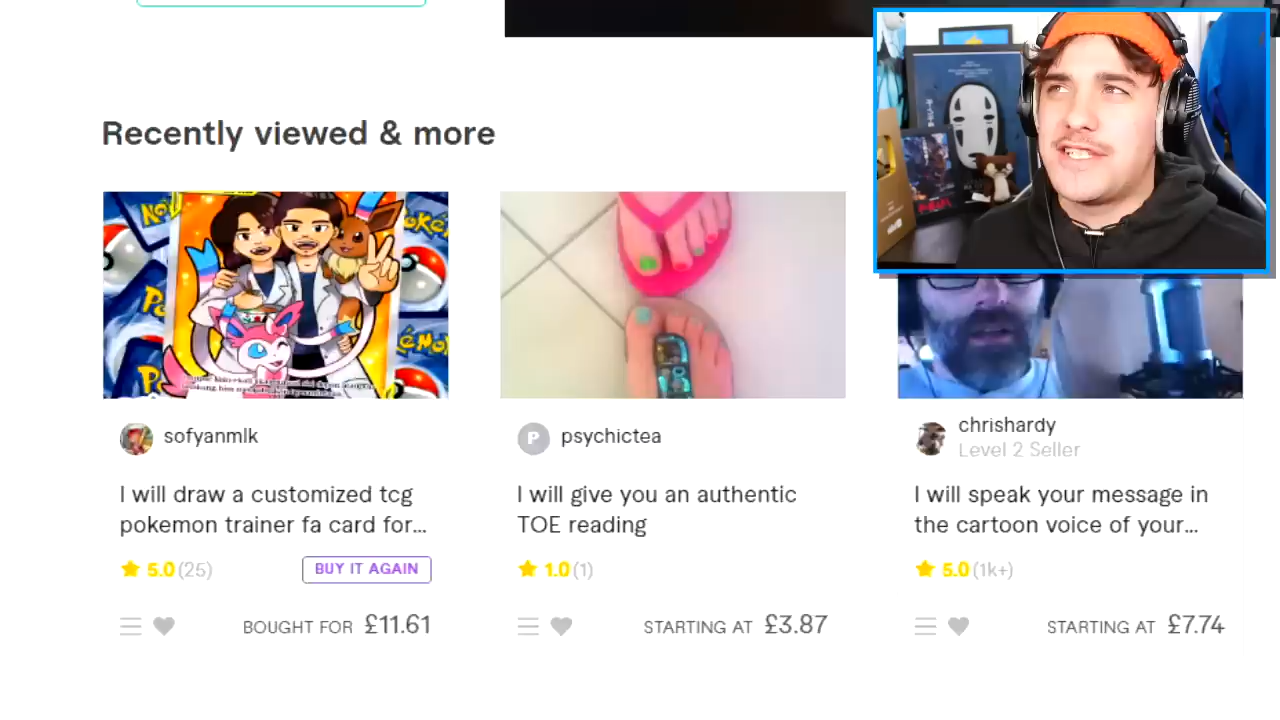 Recently viewed & more
sofyanmlk
I will draw a customized tcg
pokemon trainer fa card for...
5.0 (25)
BUY IT AGAIN
BOUGHT FOR £11.61
P
psychictea
I will give you an authentic
TOE reading
1.0 (1)
STARTING AT £3.87
chrishardy
Level 2 Seller
I will speak your message in
the cartoon voice of your...
5.0 (1k+)
STARTING AT £7.74